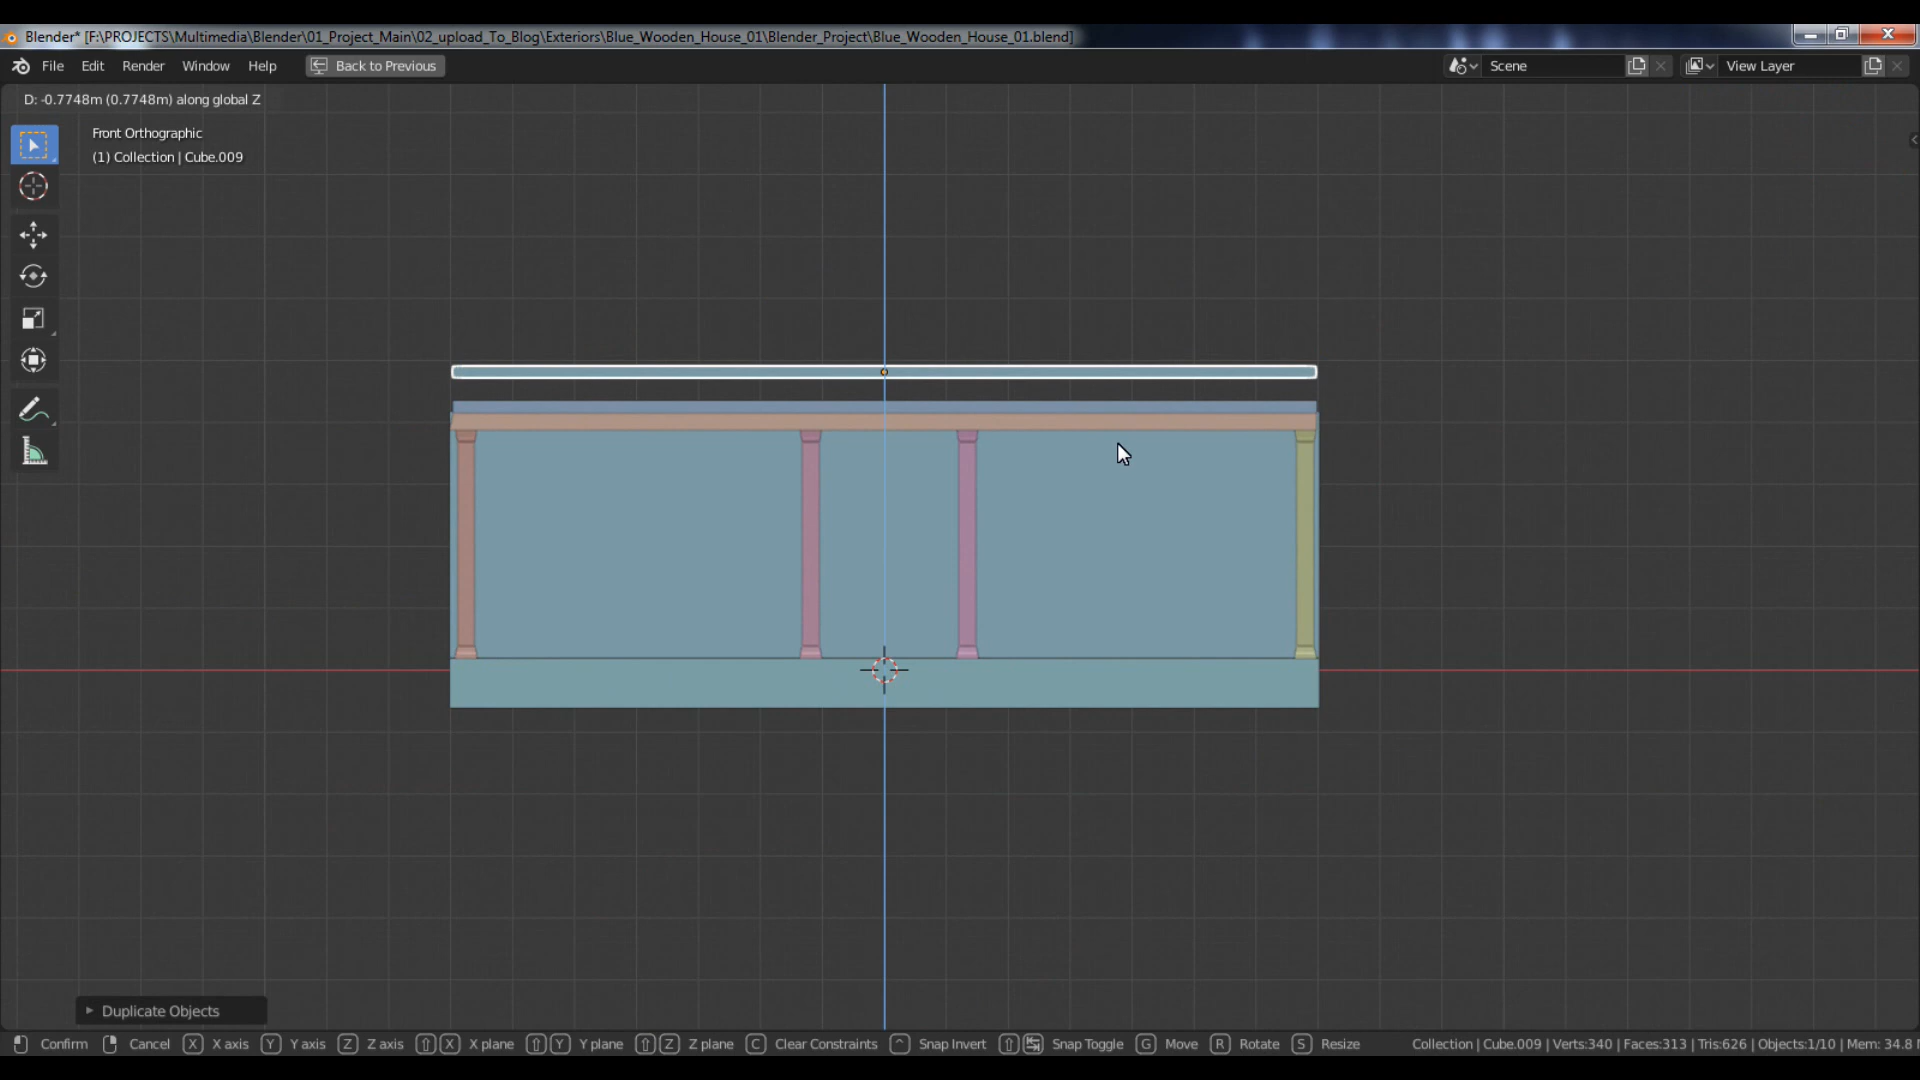 Blender* [F:\PROJECTS\Multimedia\Blender\01_Project_Main\02_upload_To_Blog\Exteriors\Blue_Wooden_House_01\Blender_Project\Blue_Wooden_House_01.blend]
File Edit Render Window Help Back to Previous Scene View Layer
D: -0.7748m (0.7748m) along global Z
Front Orthographic
(1) Collection | Cube.009
Duplicate Objects
Confirm Cancel X X axis Y Y axis Z Z axis X X plane Y Y plane Z Z plane C Clear Constraints ^ Snap Invert Snap Toggle G Move R Rotate S Resize Collection | Cube.009 | Verts:340 | Faces:313 | Tris:626 | Objects:1/10 | Mem: 34.8